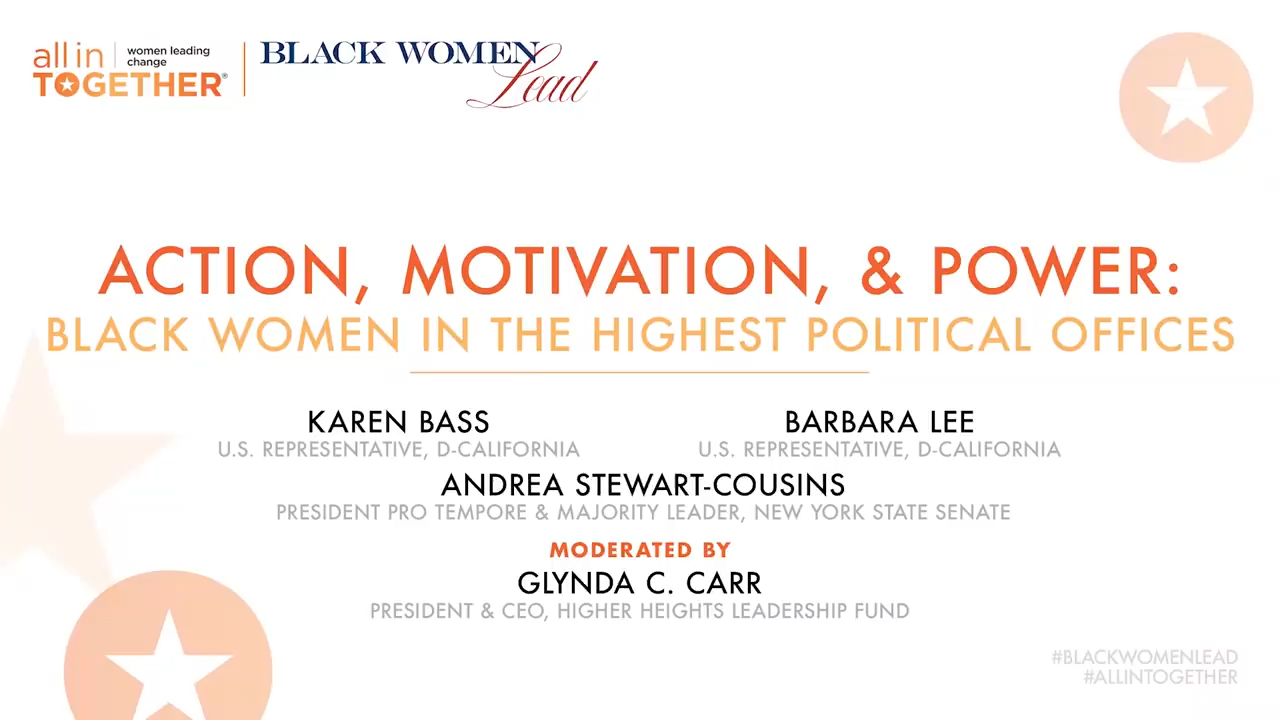 all in
TOGETHER®
women leading
change
BLACK WOMEN
Lead
ACTION, MOTIVATION, & POWER:
BLACK WOMEN IN THE HIGHEST POLITICAL OFFICES
KAREN BASS
U.S. REPRESENTATIVE, D-CALIFORNIA
BARBARA LEE
U.S. REPRESENTATIVE, D-CALIFORNIA
ANDREA STEWART-COUSINS
PRESIDENT PRO TEMPORE & MAJORITY LEADER, NEW YORK STATE SENATE
MODERATED BY
GLYNDA C. CARR
PRESIDENT & CEO, HIGHER HEIGHTS LEADERSHIP FUND
#BLACKWOMENLEAD
#ALLINTOGETHER